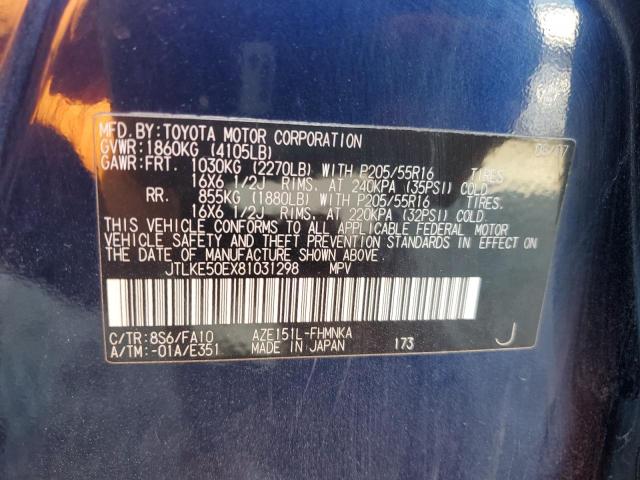 MFD.BY:TOYOTA MOTOR CORPORATION 08/07
GVWR:1860KG (4105LB)
GAWR:FRT. 1030KG (2270LB) WITH P205/55R16 TIRES
16X6 1/2J RIMS. AT 240KPA (35PSI) COLD
RR. 855KG (1880LB) WITH P205/55R16 TIRES.
16X6 1/2J RIMS. AT 220KPA (32PSI) COLD
THIS VEHICLE CONFORMS TO ALL APPLICABLE FEDERAL MOTOR
VEHICLE SAFETY AND THEFT PREVENTION STANDARDS IN EFFECT ON
THE DATE OF MANUFACTURE SHOWN ABOVE.
JTLKE50EX81031298 MPV
C/TR:8S6/FA10 AZE151L-FHMNKA
A/TM:-01A/E351 MADE IN JAPAN 173 J